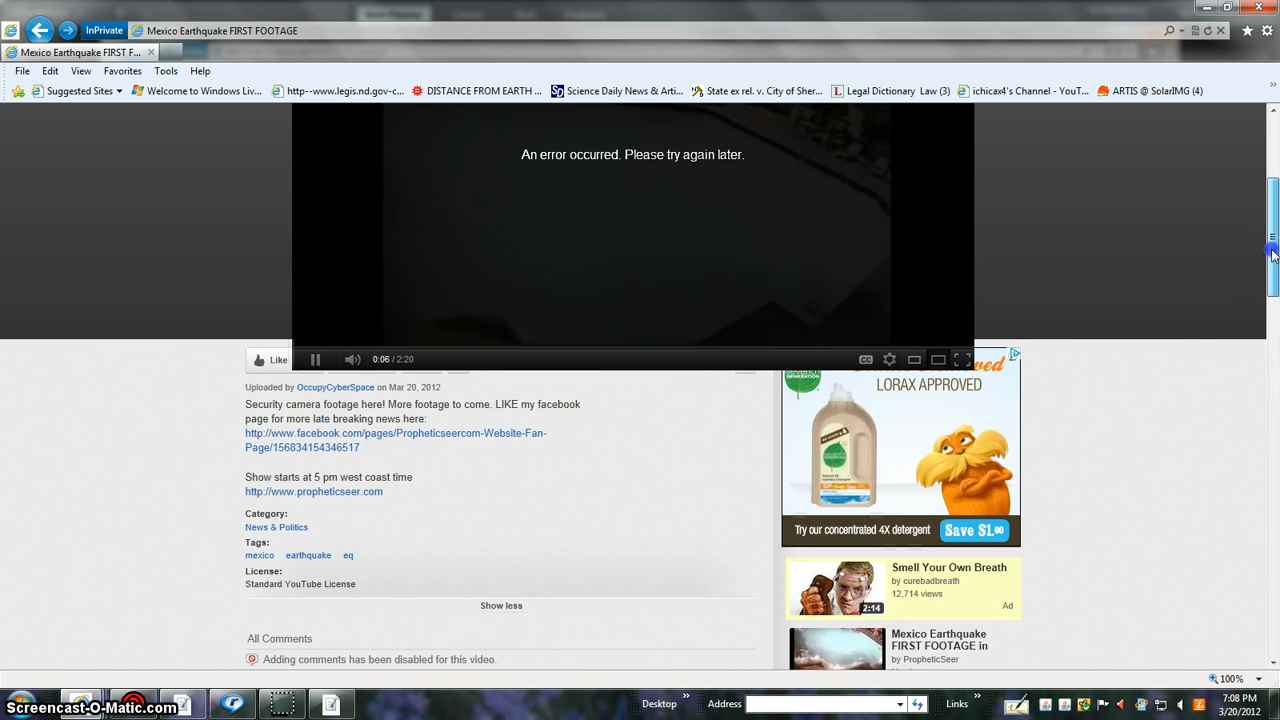 InPrivate Mexico Earthquake FIRST FOOTAGE
Mexico Earthquake FIRST F...
File Edit View Favorites Tools Help
Suggested Sites Welcome to Windows Liv... http--www.legis.nd.gov-c... DISTANCE FROM EARTH ... Sp Science Daily News & Arti... State ex rel. v. City of Sher... L Legal Dictionary Law (3) ichicax4's Channel - YouT... ARTIS @ SolarIMG (4)
An error occurred. Please try again later.
0:06 / 2:20
CC
Like
Uploaded by OccupyCyberSpace on Mar 20, 2012
Security camera footage here! More footage to come. LIKE my facebook
page for more late breaking news here:
http://www.facebook.com/pages/Propheticseercom-Website-Fan-
Page/156834154346517
Show starts at 5 pm west coast time
http://www.propheticseer.com
Category:
News & Politics
Tags:
mexico earthquake eq
License:
Standard YouTube License
Show less
All Comments
Adding comments has been disabled for this video.
LORAX APPROVED
Try our concentrated 4X detergent Save $1.00
Smell Your Own Breath
by curebadbreath
12,714 views
Ad
2:14
Mexico Earthquake
FIRST FOOTAGE in
by PropheticSeer
100%
Desktop Address Links
7:08 PM
3/20/2012
Screencast-O-Matic.com